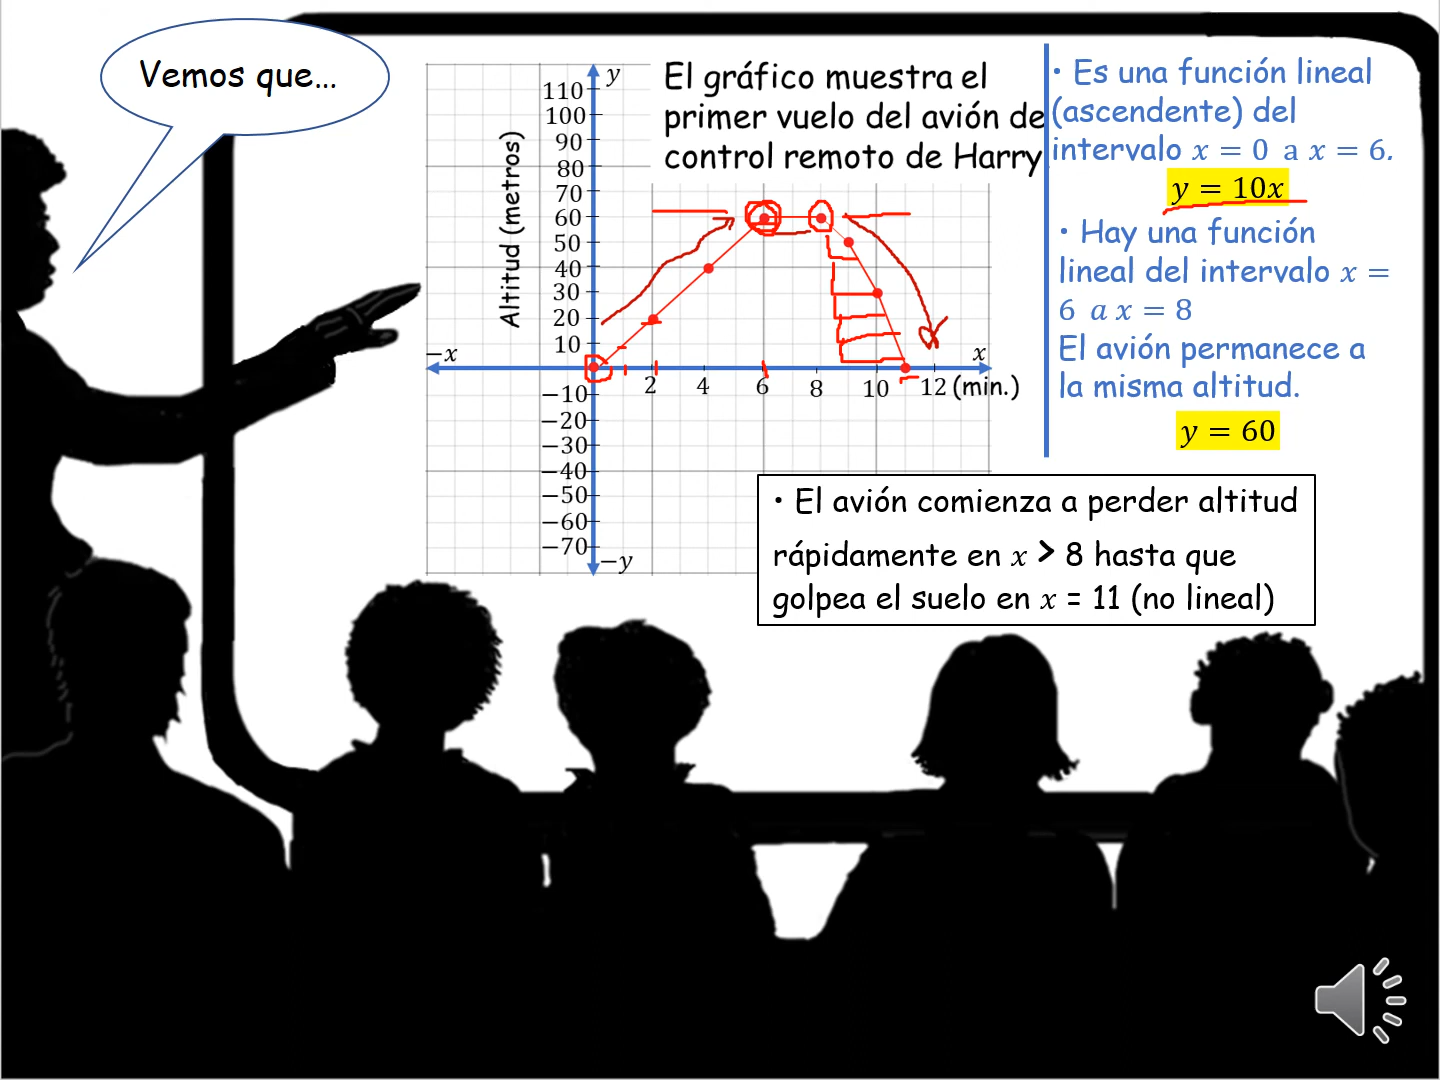 Vemos que...
El gráfico muestra el
primer vuelo del avión de
control remoto de Harry
y
110
100
90
80
70
60
50
40
30
20
10
Altitud (metros)
−x
x
2
4
6
8
10
12 (min.)
−10
−20
−30
−40
−50
−60
−70
−y
• Es una función lineal
(ascendente) del
intervalo x = 0 a x = 6.
y = 10x
• Hay una función
lineal del intervalo x =
6 a x = 8
El avión permanece a
la misma altitud.
y = 60
• El avión comienza a perder altitud
rápidamente en x > 8 hasta que
golpea el suelo en x = 11 (no lineal)